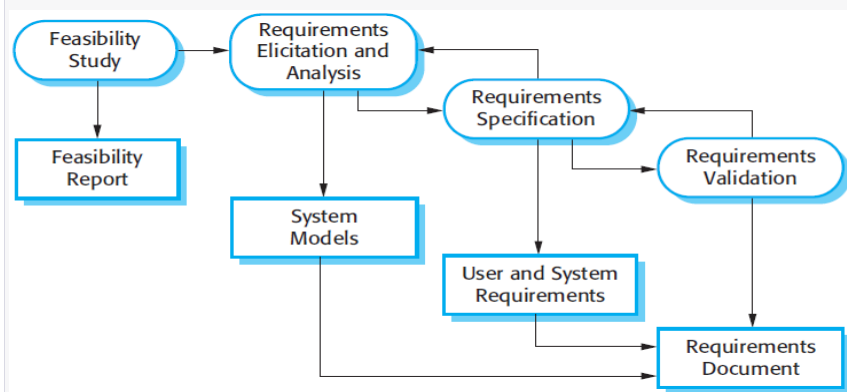 Feasibility
Study
Requirements
Elicitation and
Analysis
Requirements
Specification
Requirements
Validation
Feasibility
Report
System
Models
User and System
Requirements
Requirements
Document